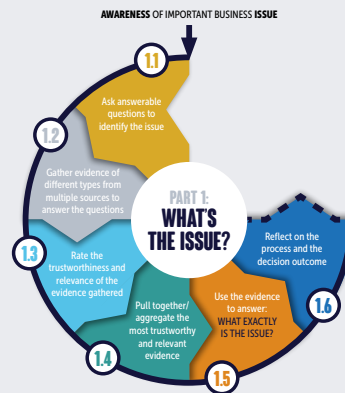 AWARENESS OF IMPORTANT BUSINESS ISSUE
1.1
Ask answerable
questions to
identify the issue
1.2
Gather evidence of
different types from
multiple sources to
answer the questions
1.3
Rate the
trustworthiness and
relevance of the
evidence gathered
1.4
Pull together/
aggregate the
most trustworthy
and relevant
evidence
1.5
Use the evidence
to answer:
WHAT EXACTLY
IS THE ISSUE?
1.6
Reflect on the
process and the
decision outcome
PART 1:
WHAT'S
THE ISSUE?